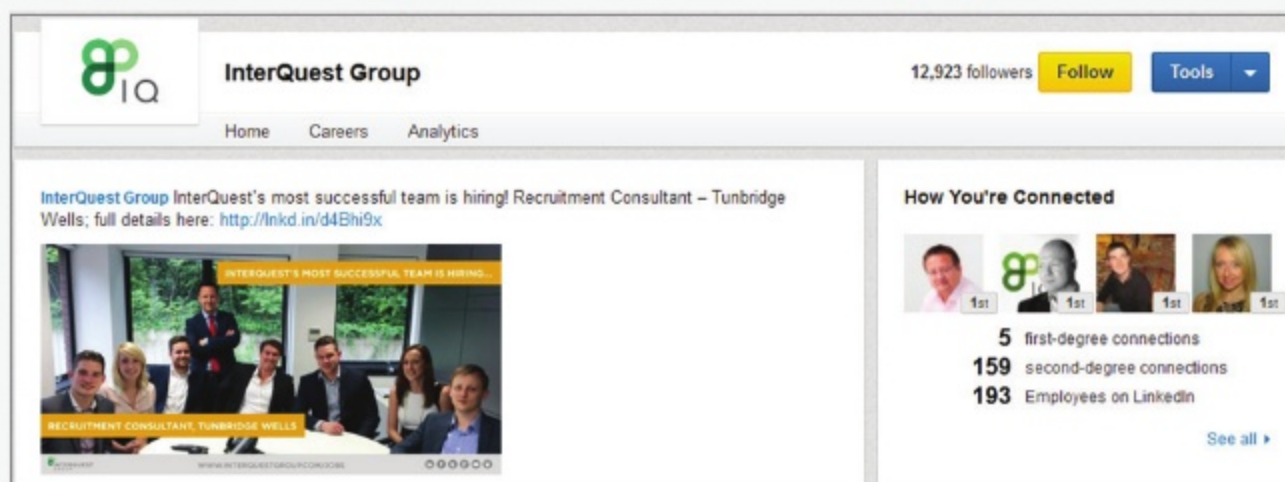 IQ
InterQuest Group
12,923 followers
Follow
Tools
Home Careers Analytics
InterQuest Group InterQuest's most successful team is hiring! Recruitment Consultant – Tunbridge
Wells; full details here: http://lnkd.in/d4Bhi9x
INTERQUEST'S MOST SUCCESSFUL TEAM IS HIRING...
RECRUITMENT CONSULTANT, TUNBRIDGE WELLS
INTERQUEST
WWW.INTERQUESTGROUP.COM/JOBS
How You're Connected
1st 1st 1st 1st
5 first-degree connections
159 second-degree connections
193 Employees on LinkedIn
See all